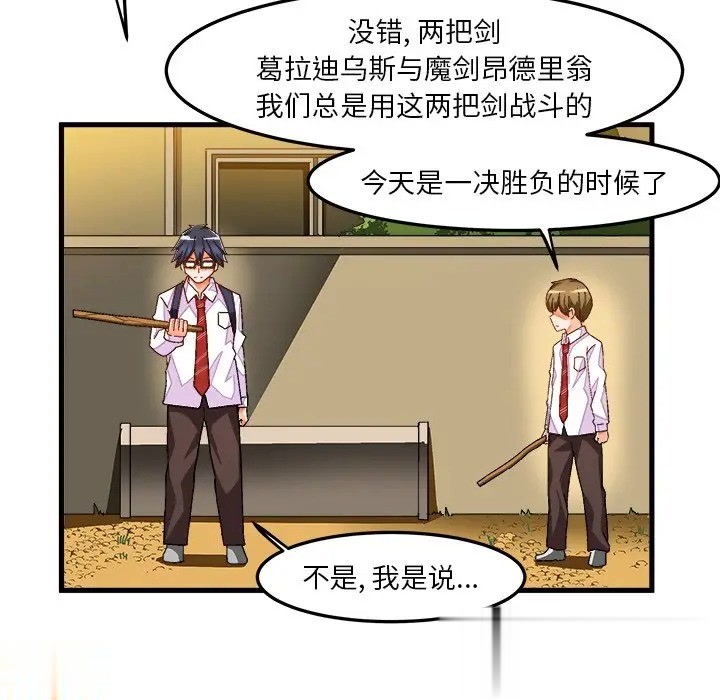 没错, 两把剑
葛拉迪乌斯与魔剑昂德里翁
我们总是用这两把剑战斗的
今天是一决胜负的时候了
不是, 我是说...